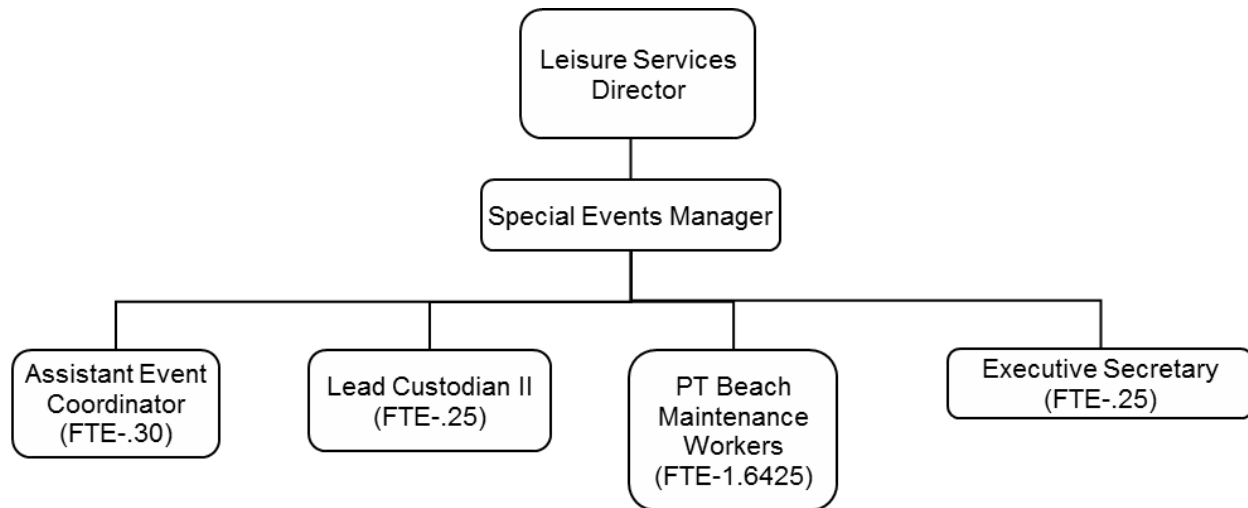 Leisure Services
Director
Special Events Manager
Assistant Event
Coordinator
(FTE-.30)
Lead Custodian II
(FTE-.25)
PT Beach
Maintenance
Workers
(FTE-1.6425)
Executive Secretary
(FTE-.25)